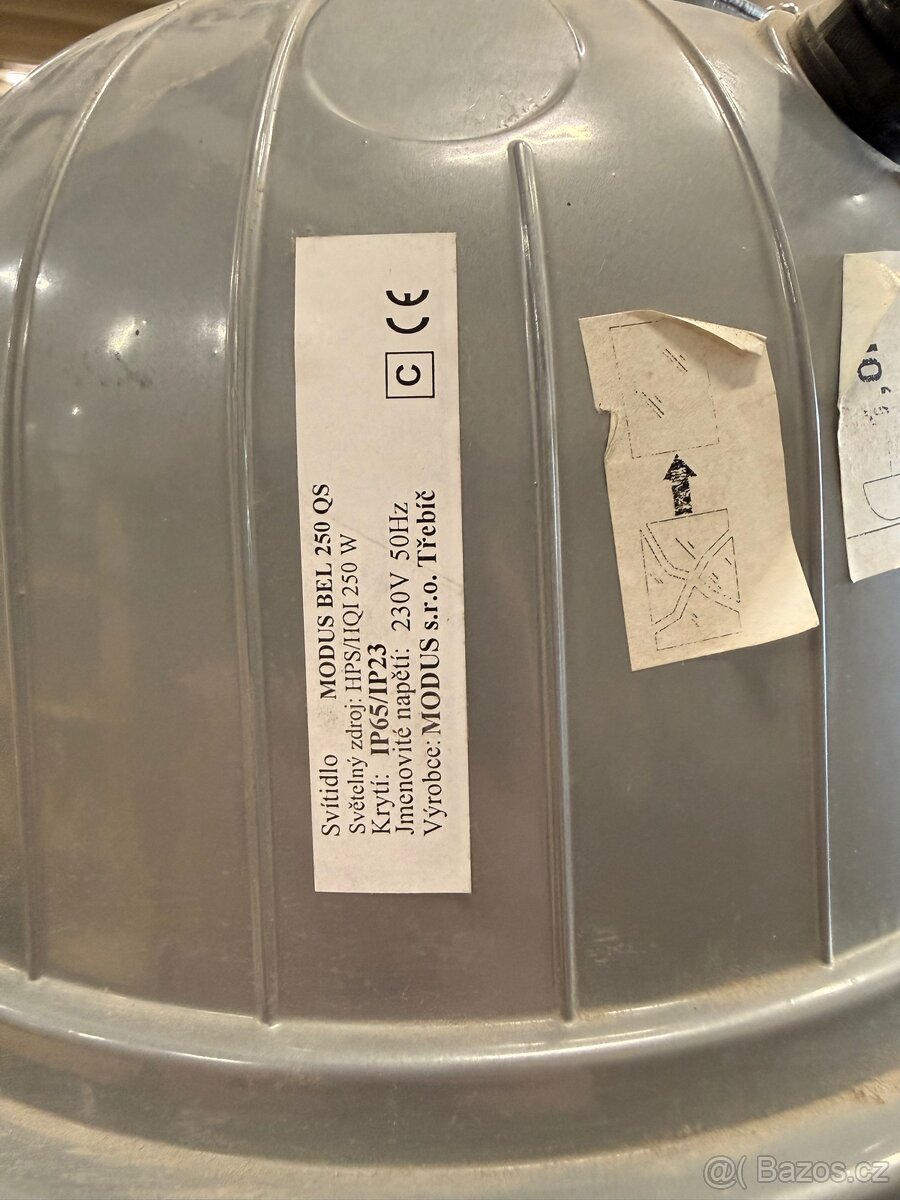 Svítidlo MODUS BEL 250 QS
Světelný zdroj: HPS/HQI 250 W
Krytí: IP65/IP23
Jmenovité napětí: 230V 50Hz
Výrobce: MODUS s.r.o. Třebíč
C CE
@( Bazos.cz